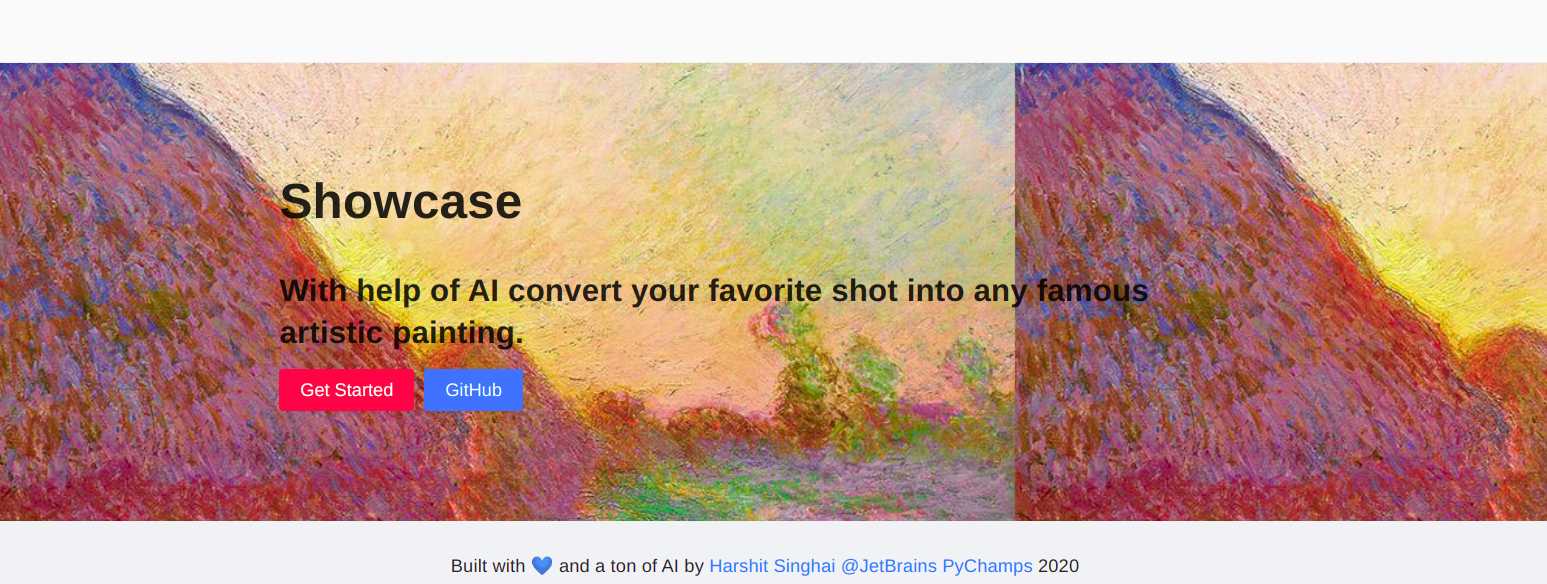 Showcase
With help of AI convert your favorite shot into any famous
artistic painting.
Get Started GitHub
Built with 💙 and a ton of AI by Harshit Singhai @JetBrains PyChamps 2020